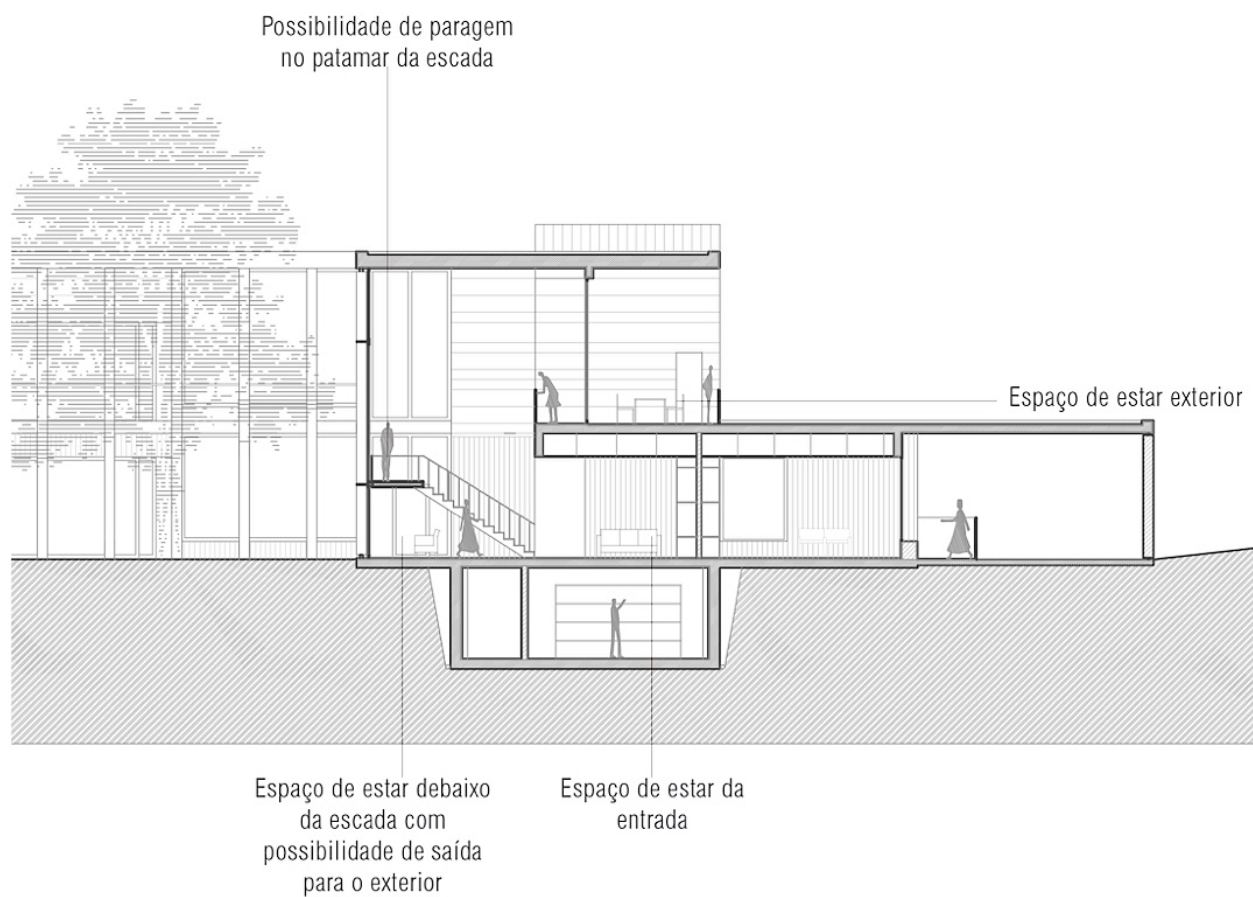 Possibilidade de paragem
no patamar da escada
Espaço de estar exterior
Espaço de estar debaixo
da escada com
possibilidade de saída
para o exterior
Espaço de estar da
entrada